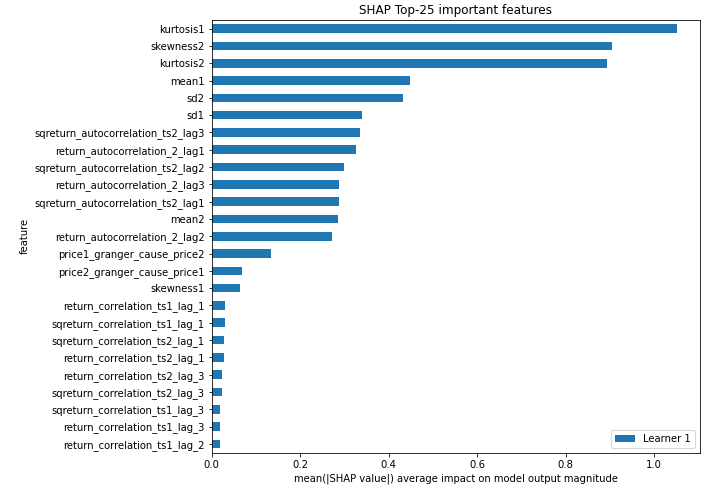 SHAP Top-25 important features
kurtosis1
skewness2
kurtosis2
mean1
sd2
sd1
sqreturn_autocorrelation_ts2_lag3
return_autocorrelation_2_lag1
sqreturn_autocorrelation_ts2_lag2
return_autocorrelation_2_lag3
sqreturn_autocorrelation_ts2_lag1
mean2
return_autocorrelation_2_lag2
price1_granger_cause_price2
price2_granger_cause_price1
skewness1
return_correlation_ts1_lag_1
sqreturn_correlation_ts1_lag_1
sqreturn_correlation_ts2_lag_1
return_correlation_ts2_lag_1
return_correlation_ts2_lag_3
sqreturn_correlation_ts2_lag_3
sqreturn_correlation_ts1_lag_3
return_correlation_ts1_lag_3
return_correlation_ts1_lag_2
feature
Learner 1
0.0 0.2 0.4 0.6 0.8 1.0
mean(|SHAP value|) average impact on model output magnitude